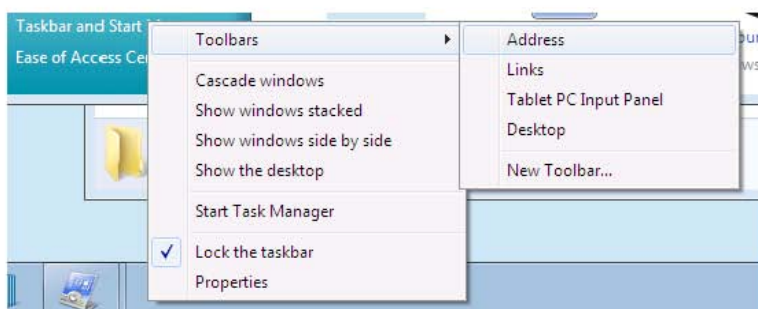 Taskbar and Start
Ease of Access
Toolbars
Cascade windows
Show windows stacked
Show windows side by side
Show the desktop
Start Task Manager
Lock the taskbar
Properties
Address
Links
Tablet PC Input Panel
Desktop
New Toolbar...